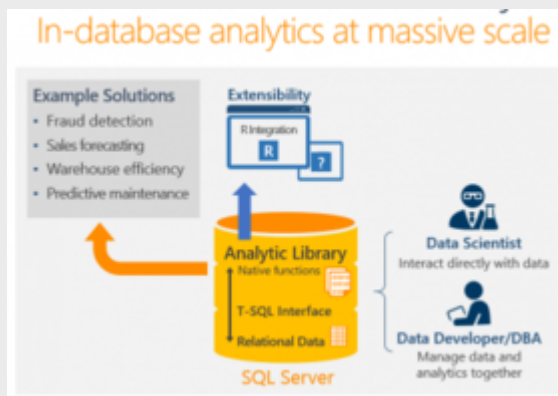 In-database analytics at massive scale
Example Solutions
• Fraud detection
• Sales forecasting
• Warehouse efficiency
• Predictive maintenance
Extensibility
R Integration
R
?
Analytic Library
Native functions
T-SQL Interface
Relational Data
SQL Server
Data Scientist
Interact directly with data
Data Developer/DBA
Manage data and
analytics together